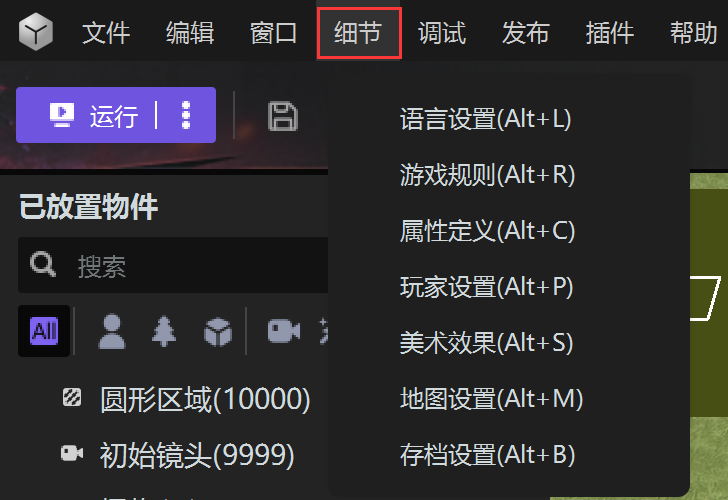 文件 编辑 窗口 细节 调试 发布 插件 帮助
运行
语言设置(Alt+L)
游戏规则(Alt+R)
已放置物件
属性定义(Alt+C)
搜索
玩家设置(Alt+P)
All
美术效果(Alt+S)
圆形区域(10000)
地图设置(Alt+M)
初始镜头(9999)
存档设置(Alt+B)